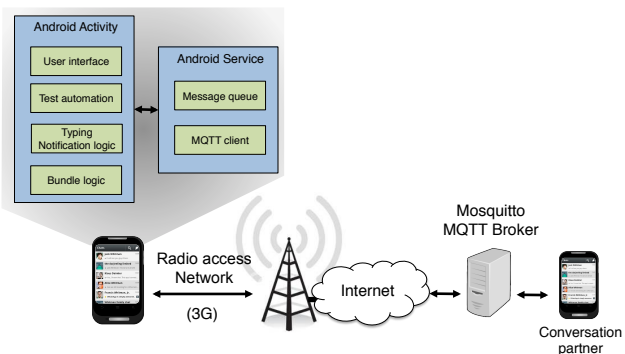 Android Activity
User interface
Test automation
Typing
Notification logic
Bundle logic
Android Service
Message queue
MQTT client
Radio access
Network
(3G)
Internet
Mosquitto
MQTT Broker
Conversation
partner